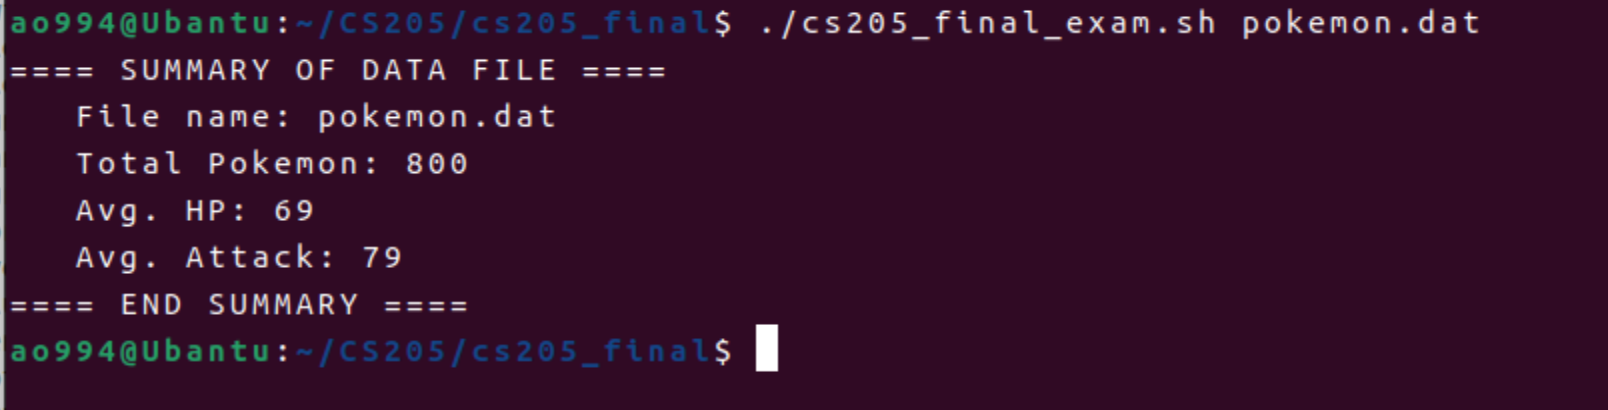 ao994@Ubantu:~/CS205/cs205_final$ ./cs205_final_exam.sh pokemon.dat
==== SUMMARY OF DATA FILE ====
   File name: pokemon.dat
   Total Pokemon: 800
   Avg. HP: 69
   Avg. Attack: 79
==== END SUMMARY ====
ao994@Ubantu:~/CS205/cs205_final$